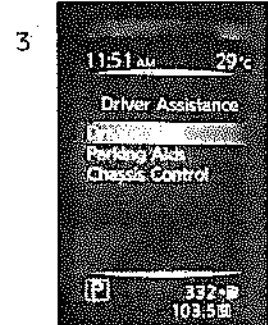 3
11:51 AM 29°C
Driver Assistance
Parking Aids
Chassis Control
P 332
103.5